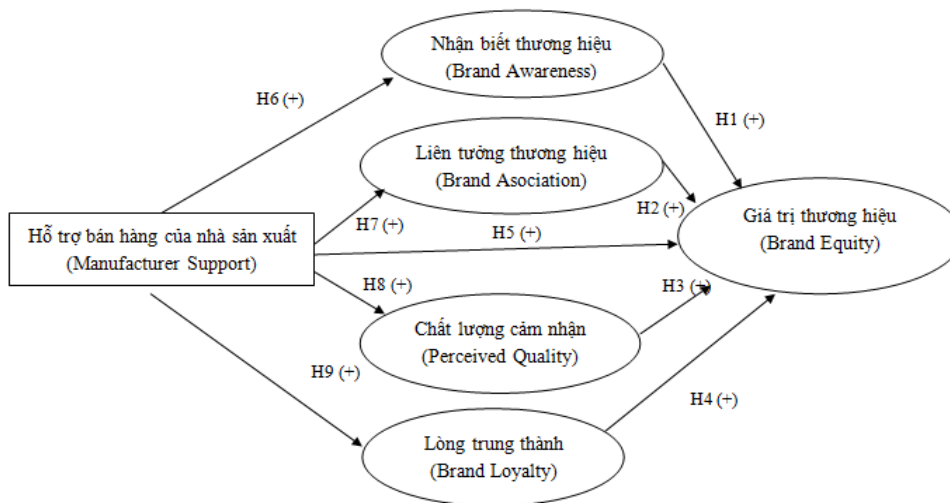 Nhận biết thương hiệu
(Brand Awareness)
H6 (+)
H1 (+)
Liên tưởng thương hiệu
(Brand Asociation)
H7 (+)
H2 (+)
Hỗ trợ bán hàng của nhà sản xuất
(Manufacturer Support)
H5 (+)
Giá trị thương hiệu
(Brand Equity)
H8 (+)
H3 (+)
Chất lượng cảm nhận
(Perceived Quality)
H9 (+)
H4 (+)
Lòng trung thành
(Brand Loyalty)